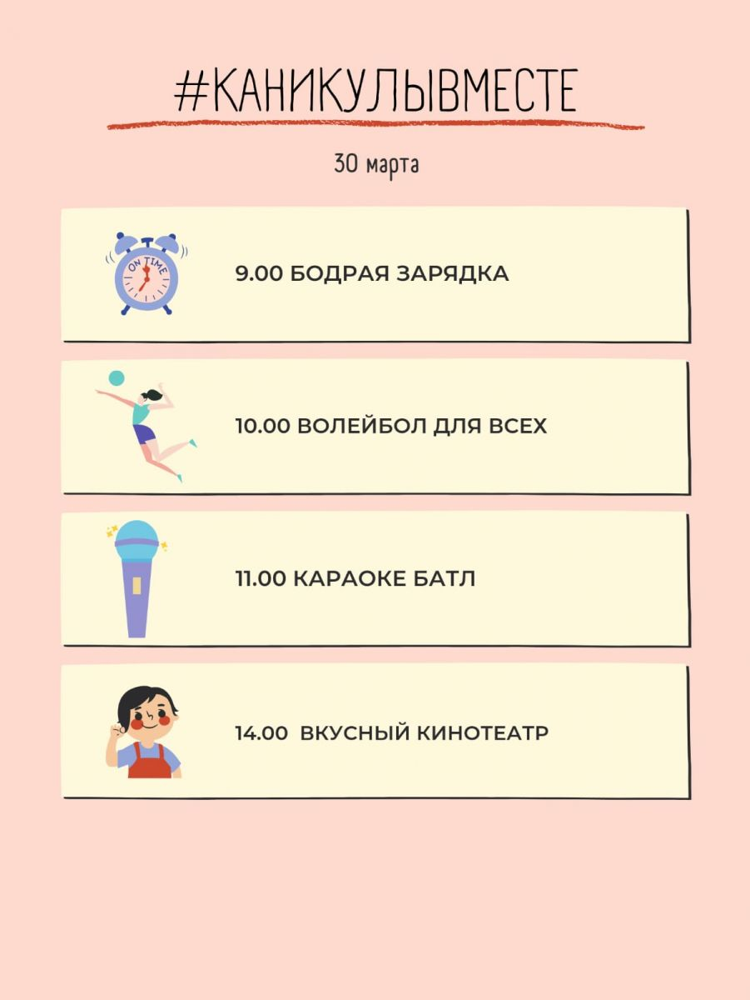 #КАНИКУЛЫВМЕСТЕ
30 марта
ON TIME
9.00 БОДРАЯ ЗАРЯДКА
10.00 ВОЛЕЙБОЛ ДЛЯ ВСЕХ
11.00 КАРАОКЕ БАТЛ
14.00 ВКУСНЫЙ КИНОТЕАТР